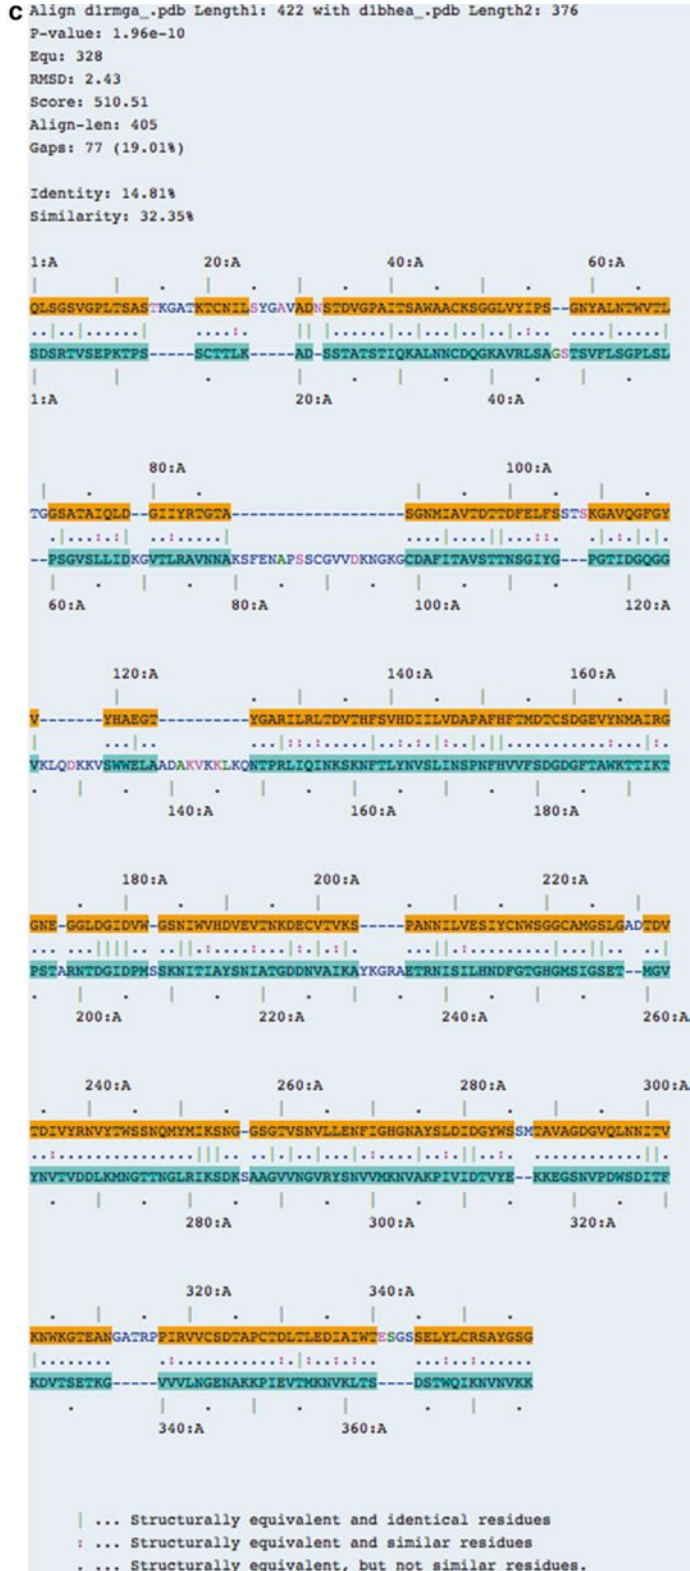 c Align d1rmga_.pdb Length1: 422 with d1bhea_.pdb Length2: 376
P-value: 1.96e-10
Equ: 328
RMSD: 2.43
Score: 510.51
Align-len: 405
Gaps: 77 (19.01%)
Identity: 14.81%
Similarity: 32.35%
1:A 20:A 40:A 60:A
QLSGSVGPLTSASTKGATKTCNILSYGAVADNSTDVGPAITSAWAACKSGGLVYIPS--GNYALNTWVTL
SDSRTVSEPKTPS-----SCTTLK-----AD-SSTATSTIQKALNNCDQGKAVRLSAGSTSVFLSGPLSL
1:A 20:A 40:A
80:A 100:A
TGGSATAIQLD--GIIYRTGTA-------------------SGNMIAVTDTTDFELFSSTSKGAVQGFGY
--PSGVSLLIDKGVTLRAVNNAKSFENAPSSCGVVDKNGKGCDAFITAVSTTNSGIYG---PGTIDGQGG
60:A 80:A 100:A 120:A
120:A 140:A 160:A
V-------YHAEGT----------YGARILRLTDVTHFSVHDIILVDAPAFHFTMDTCSDGEVYNMAIRG
VKLQDKKVSWWELAADAKVKKLKQNTPRLIQINKSKNFTLYNVSLINSPNFHVVFSDGDGFTAWKTTIKT
140:A 160:A 180:A
180:A 200:A 220:A
GNE-GGLDGIDVW-GSNIWVHDVEVTNKDECVTVKS-----PANNILVESIYCNWSGGCAMGSLGADTDV
PSTARNTDGIDPMSSKNITIAYSNIATGDDNVAIKAYKGRAETRNISILHNDFGTGHGMSIGSET--MGV
200:A 220:A 240:A 260:A
240:A 260:A 280:A 300:A
TDIVYRNVYTWSSNQMYMIKSNG-GSGTVSNVLLENFIGHGNAYSLDIDGYWSSMTAVAGDGVQLNNITV
YNVTVDDLKMNGTTNGLRIKSDKSAAGVVNGVRYSNVVMKNVAKPIVIDTVYE--KKEGSNVPDWSDITF
280:A 300:A 320:A
320:A 340:A
KNWKGTEANGATRPPIRVVCSDTAPCTDLTLEDIAIWTESGSSELYLCRSAYGSG
KDVTSETKG-----VVVLNGENAKKPIEVTMKNVKLTS----DSTWQIKNVNVKK
340:A 360:A
| ... Structurally equivalent and identical residues
: ... Structurally equivalent and similar residues
. ... Structurally equivalent, but not similar residues.